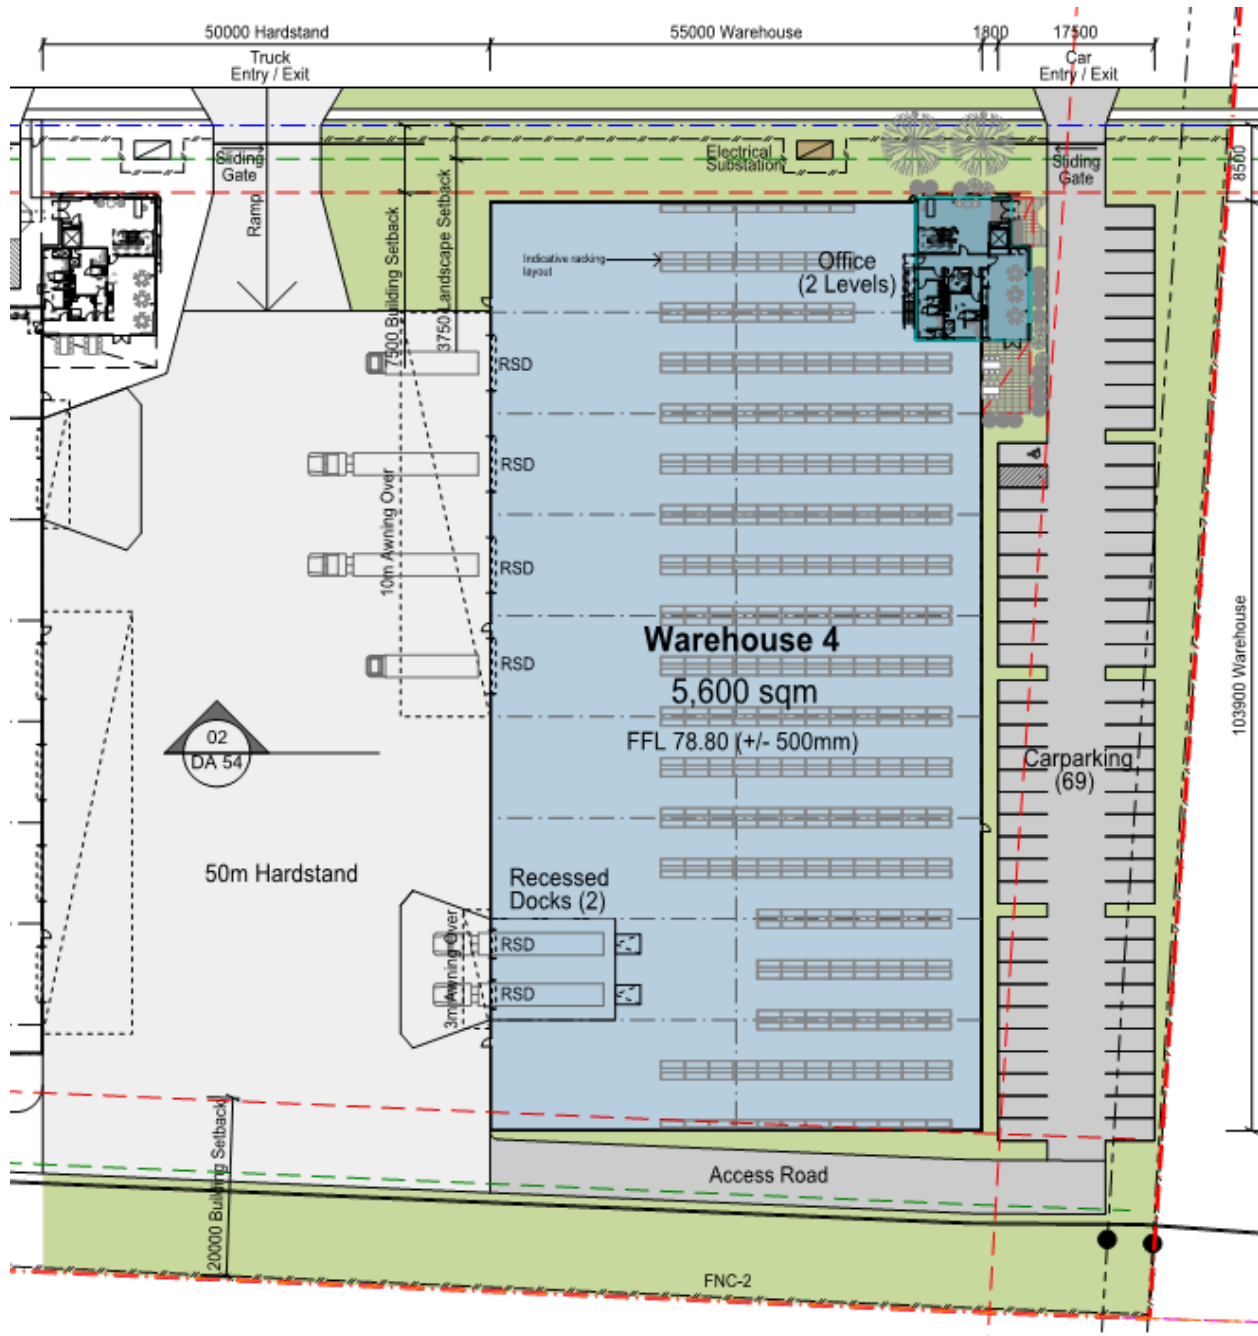 50000 Hardstand
55000 Warehouse
1800
17500
Truck
Entry / Exit
Car
Entry / Exit
Sliding
Gate
Electrical
Substation
Sliding
Gate
8500
Ramp
7500 Building Setback
3750 Landscape Setback
Indicative racking
layout
Office
(2 Levels)
RSD
RSD
10m Awning Over
RSD
RSD
Warehouse 4
5,600 sqm
FFL 78.80 (+/- 500mm)
103900 Warehouse
02
DA 54
Carparking
(69)
50m Hardstand
Recessed
Docks (2)
3m Awning Over
RSD
RSD
20000 Building Setback
Access Road
FNC-2